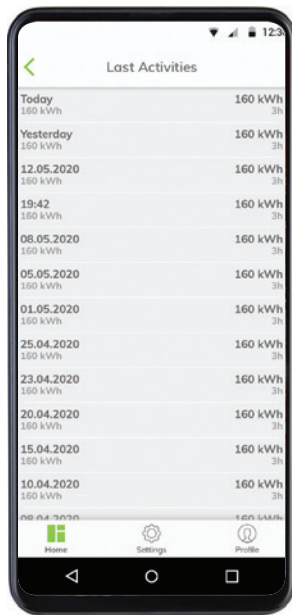 12:3
Last Activities
Today 160 kWh
160 kWh 3h
Yesterday 160 kWh
160 kWh 3h
12.05.2020 160 kWh
160 kWh 3h
19:42 160 kWh
160 kWh 3h
08.05.2020 160 kWh
160 kWh 3h
05.05.2020 160 kWh
160 kWh 3h
01.05.2020 160 kWh
160 kWh 3h
25.04.2020 160 kWh
160 kWh 3h
23.04.2020 160 kWh
160 kWh 3h
20.04.2020 160 kWh
160 kWh 3h
15.04.2020 160 kWh
160 kWh 3h
10.04.2020 160 kWh
160 kWh 3h
08.04.2020 160 kWh
Home Settings Profile